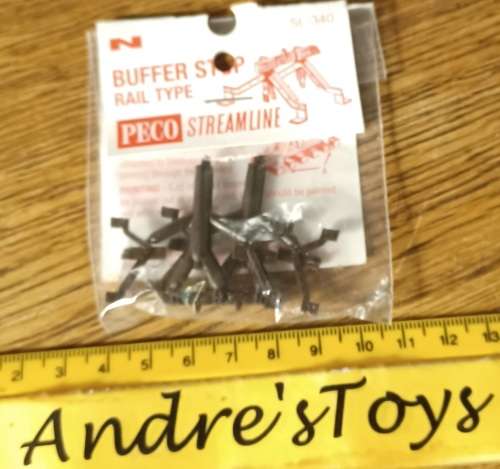 N
SL-340
BUFFER STOP
RAIL TYPE
PECO STREAMLINE
2 3 4 5 6 7 8 9 10 11 12 13
Andre'sToys